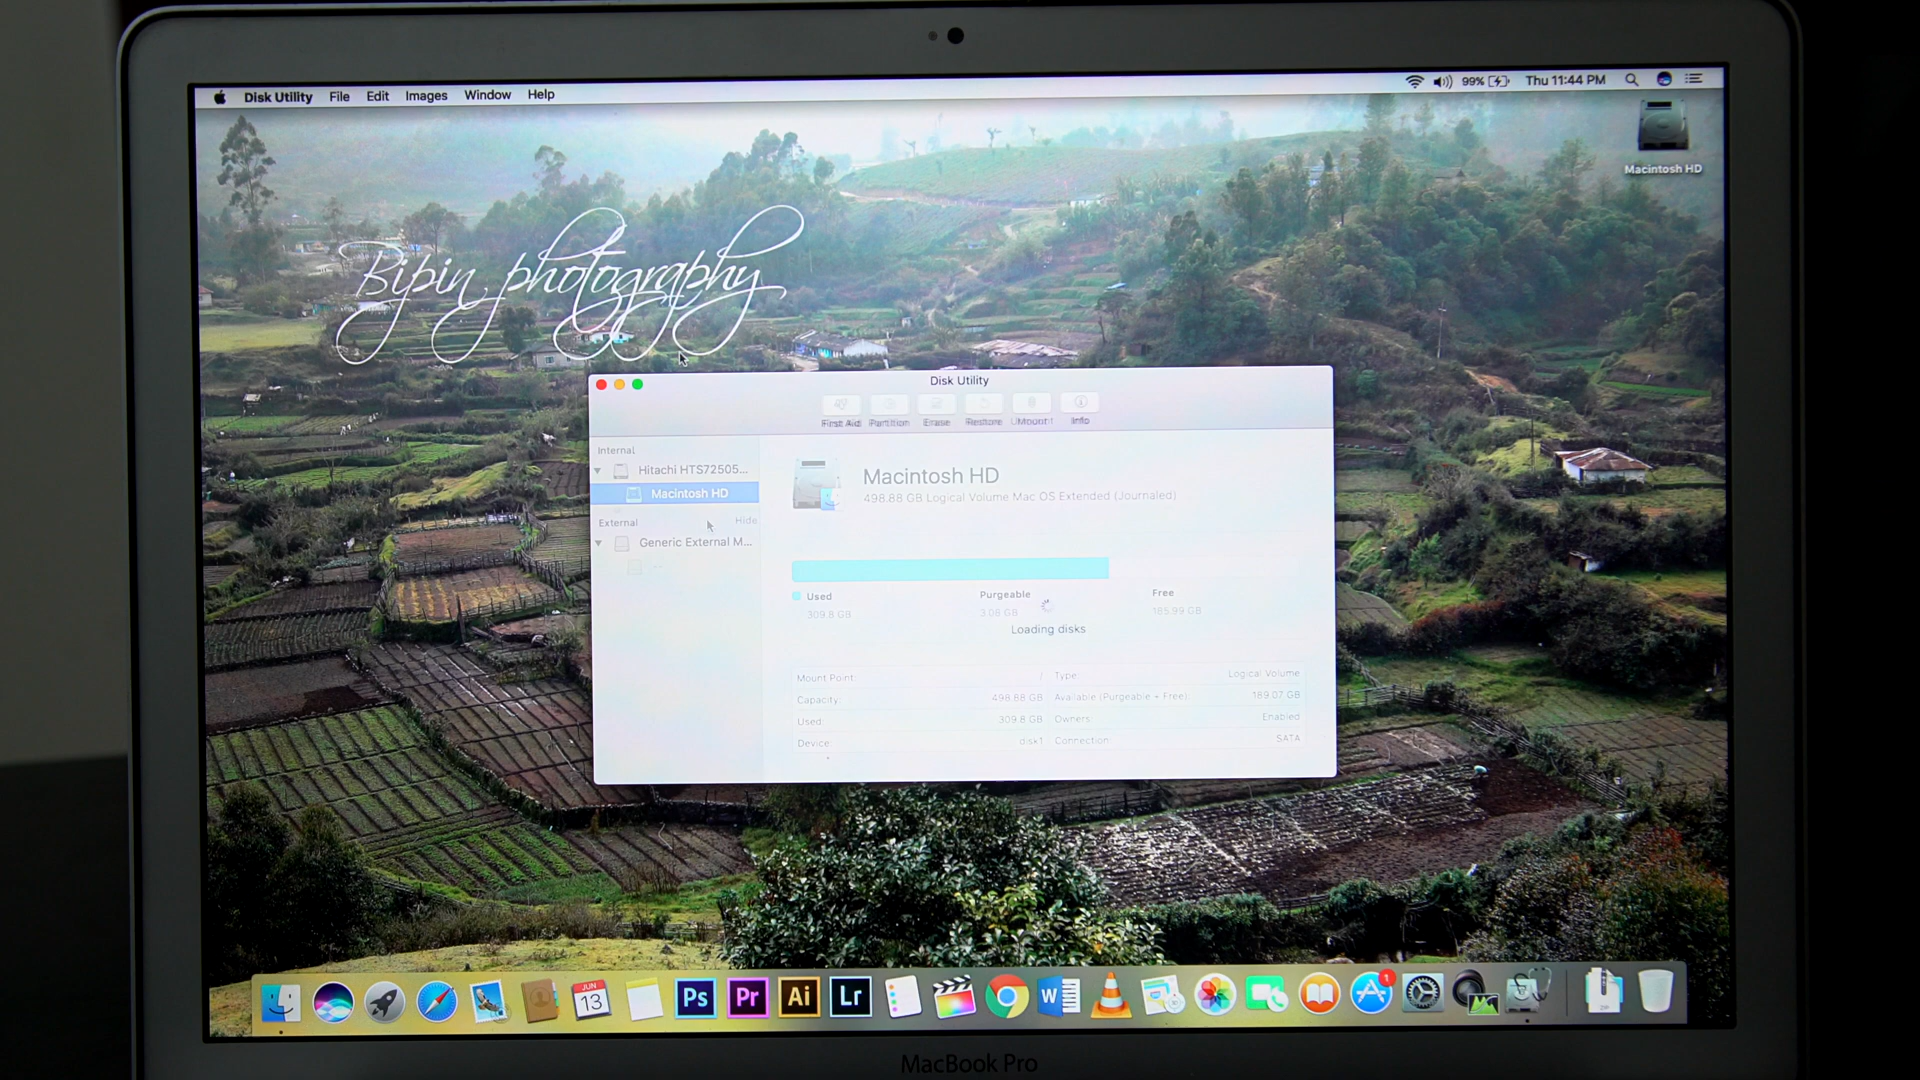 Disk Utility File Edit Images Window Help
99% Thu 11:44 PM
Macintosh HD
Bipin photography
Disk Utility
First Aid Partition Erase Restore Info
Internal
Hitachi HTS72505...
Macintosh HD
External Hide
Generic External M...
Macintosh HD
498.88 GB Logical Volume Mac OS Extended (Journaled)
Used Purgeable Free
309.8 GB 3.08 GB 185.99 GB
Loading disks
Mount Point: / Type: Logical Volume
Capacity: 498.88 GB Available (Purgeable + Free): 189.07 GB
Used: 309.8 GB Owners: Enabled
Device: disk1 Connection: SATA
JUN
13
Ps Pr Ai Lr
W
1
ZIP
MacBook Pro